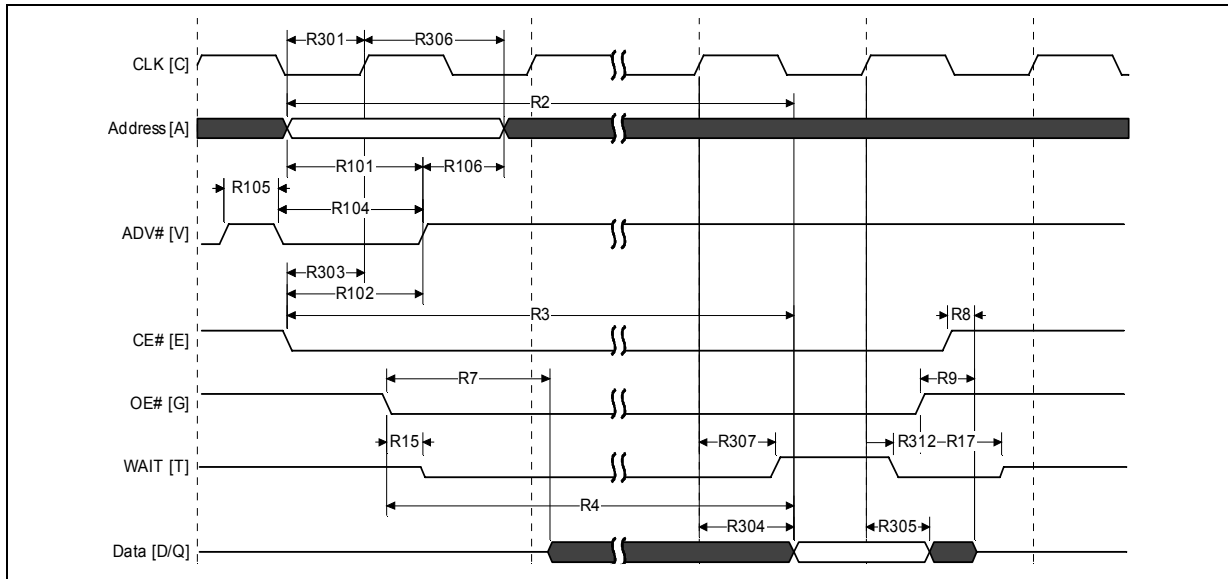 R301 R306
CLK [C]
R2
Address [A]
R101 R106
R105
R104
ADV# [V]
R303
R102
R3 R8
CE# [E]
R7 R9
OE# [G]
R15 R307 R312 R17
WAIT [T]
R4
R304 R305
Data [D/Q]